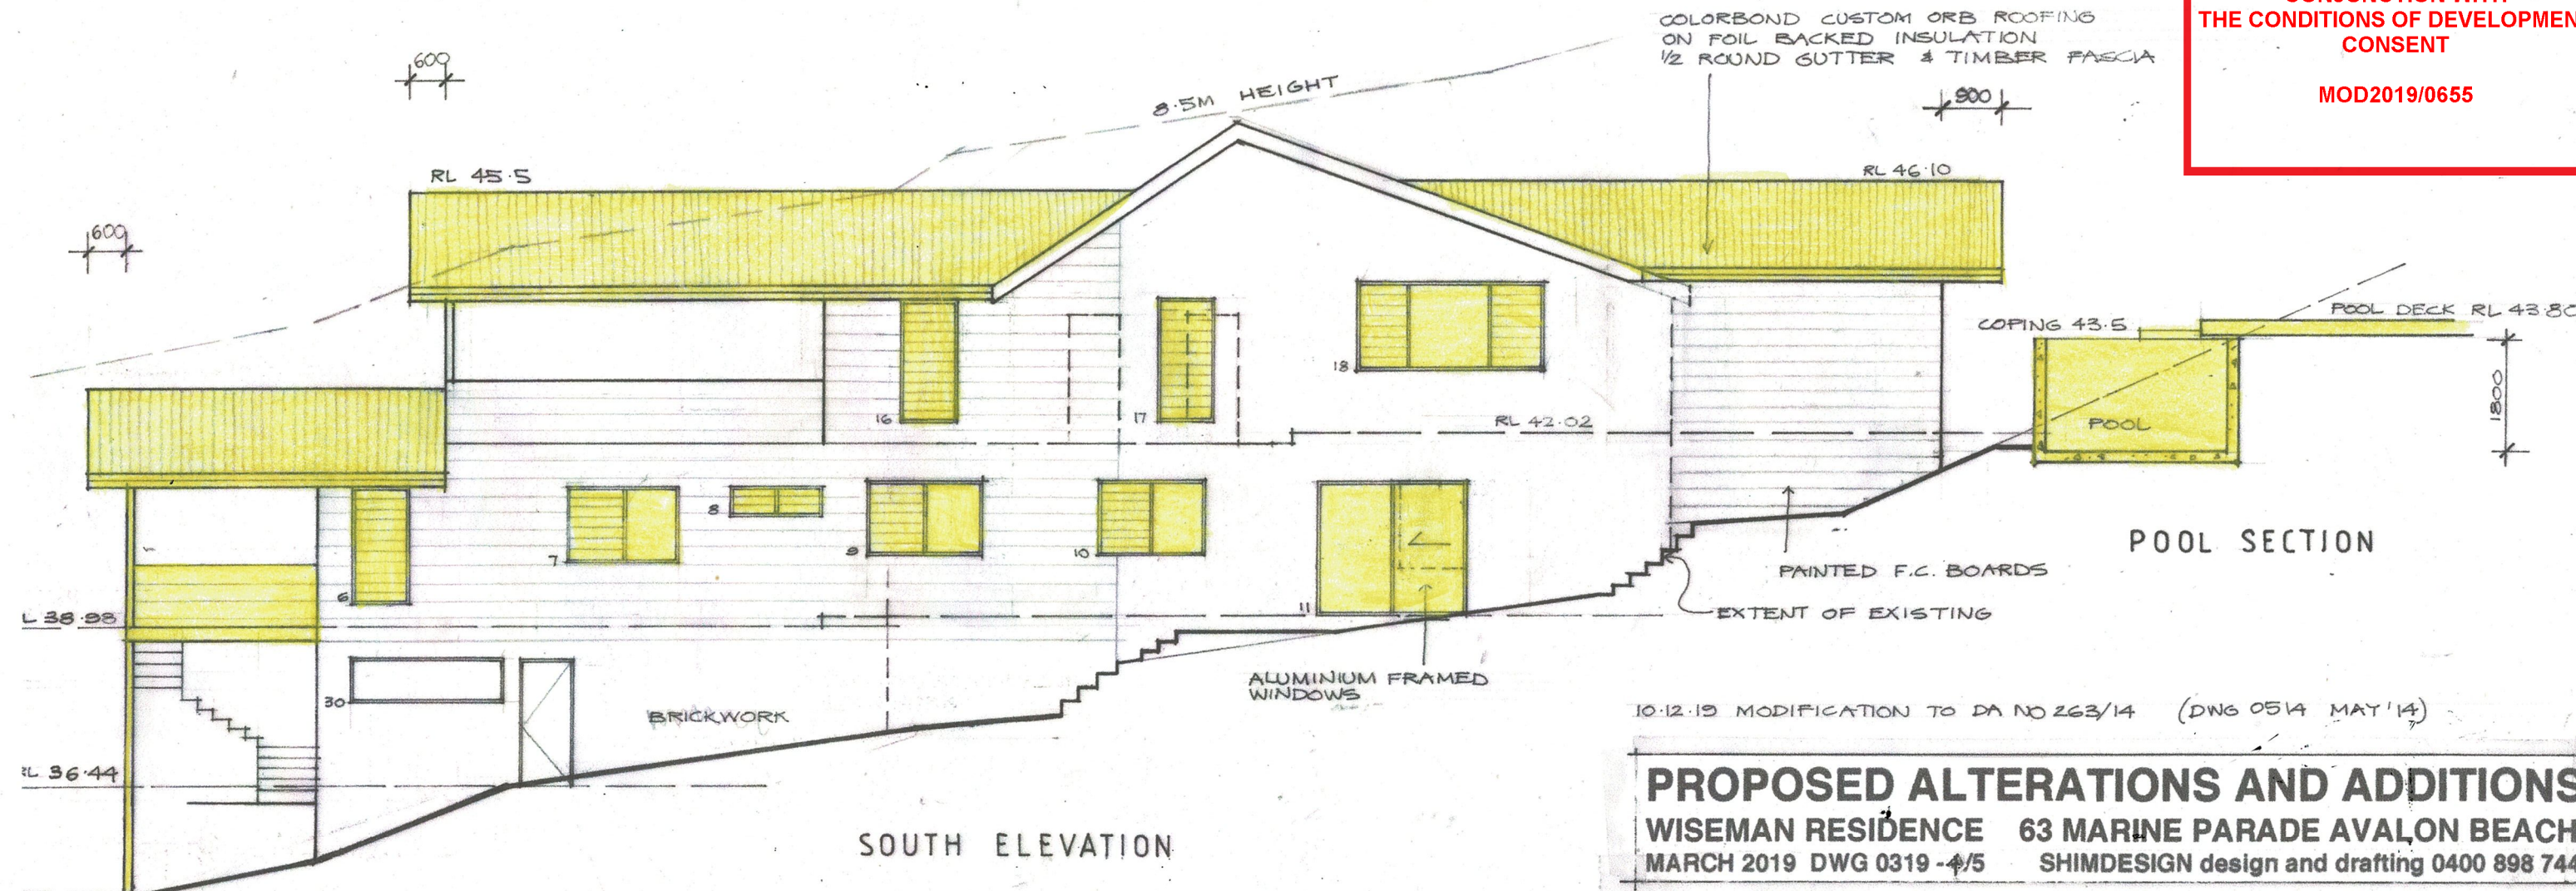 COLORBOND CUSTOM ORB ROOFING
ON FOIL BACKED INSULATION
1/2 ROUND GUTTER & TIMBER FASCIA
THE CONDITIONS OF DEVELOPMEN
CONSENT
MOD2019/0655
600
8.5M HEIGHT
900
RL 45.5
RL 46.10
600
POOL DECK RL 43.80
COPING 43.5
18
1800
16
17
RL 42.02
POOL
8
7
9
10
POOL SECTION
PAINTED F.C. BOARDS
6
11
EXTENT OF EXISTING
L 38.98
ALUMINIUM FRAMED
WINDOWS
30
BRICKWORK
10.12.19 MODIFICATION TO DA NO 263/14 (DWG 0514 MAY '14)
RL 36.44
SOUTH ELEVATION
PROPOSED ALTERATIONS AND ADDITIONS
WISEMAN RESIDENCE 63 MARINE PARADE AVALON BEACH
MARCH 2019 DWG 0319 -4/5 SHIMDESIGN design and drafting 0400 898 744